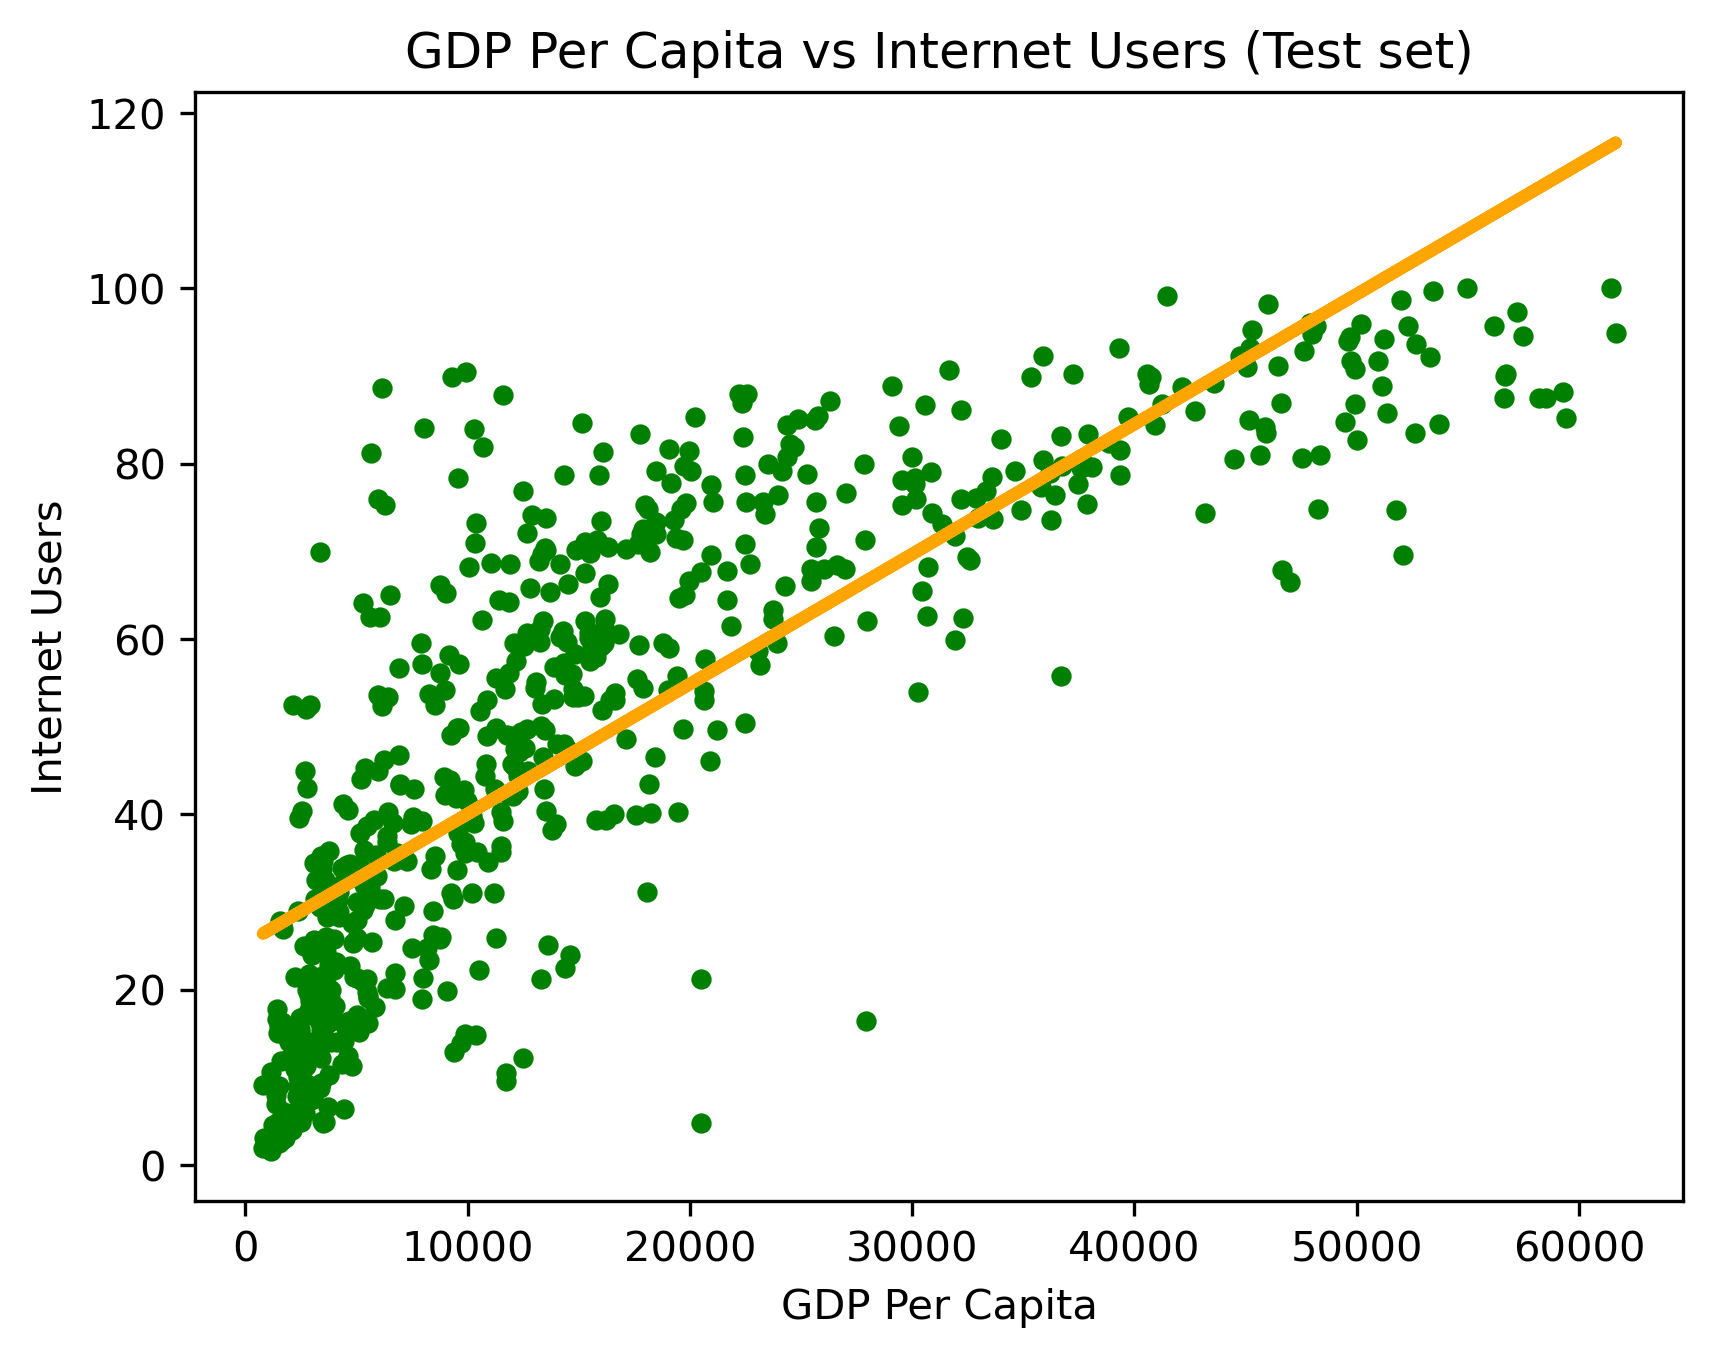 GDP Per Capita vs Internet Users (Test set)
120
100
80
60
40
20
0
Internet Users
0 10000 20000 30000 40000 50000 60000
GDP Per Capita